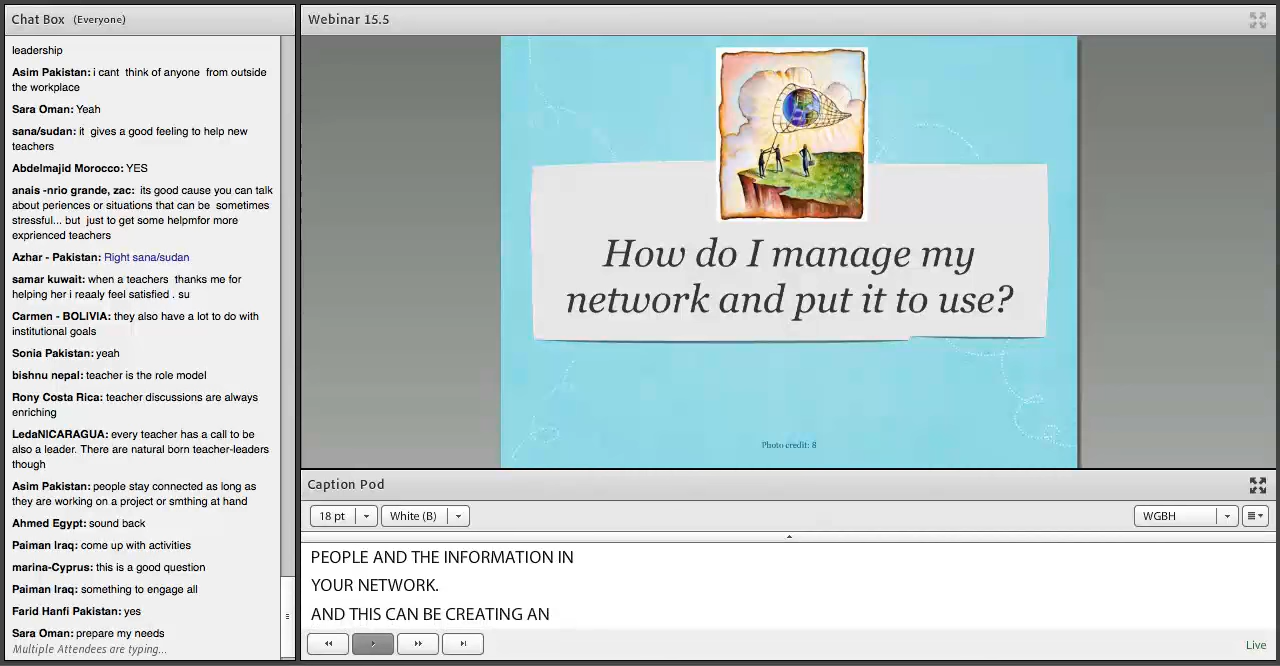 Chat Box (Everyone)
leadership
Asim Pakistan: i cant think of anyone from outside
the workplace
Sara Oman: Yeah
sana/sudan: it gives a good feeling to help new
teachers
Abdelmajid Morocco: YES
anais -nrio grande, zac: its good cause you can talk
about periences or situations that can be sometimes
stressful... but just to get some helpmfor more
exprienced teachers
Azhar - Pakistan: Right sana/sudan
samar kuwait: when a teachers thanks me for
helping her i reaaly feel satisfied . su
Carmen - BOLIVIA: they also have a lot to do with
institutional goals
Sonia Pakistan: yeah
bishnu nepal: teacher is the role model
Rony Costa Rica: teacher discussions are always
enriching
LedaNICARAGUA: every teacher has a call to be
also a leader. There are natural born teacher-leaders
though
Asim Pakistan: people stay connected as long as
they are working on a project or smthing at hand
Ahmed Egypt: sound back
Paiman Iraq: come up with activities
marina-Cyprus: this is a good question
Paiman Iraq: something to engage all
Farid Hanfi Pakistan: yes
Sara Oman: prepare my needs
Multiple Attendees are typing...
Webinar 15.5
How do I manage my
network and put it to use?
Photo credit: 8
Caption Pod
18 pt White (B) WGBH
PEOPLE AND THE INFORMATION IN
YOUR NETWORK.
AND THIS CAN BE CREATING AN
Live